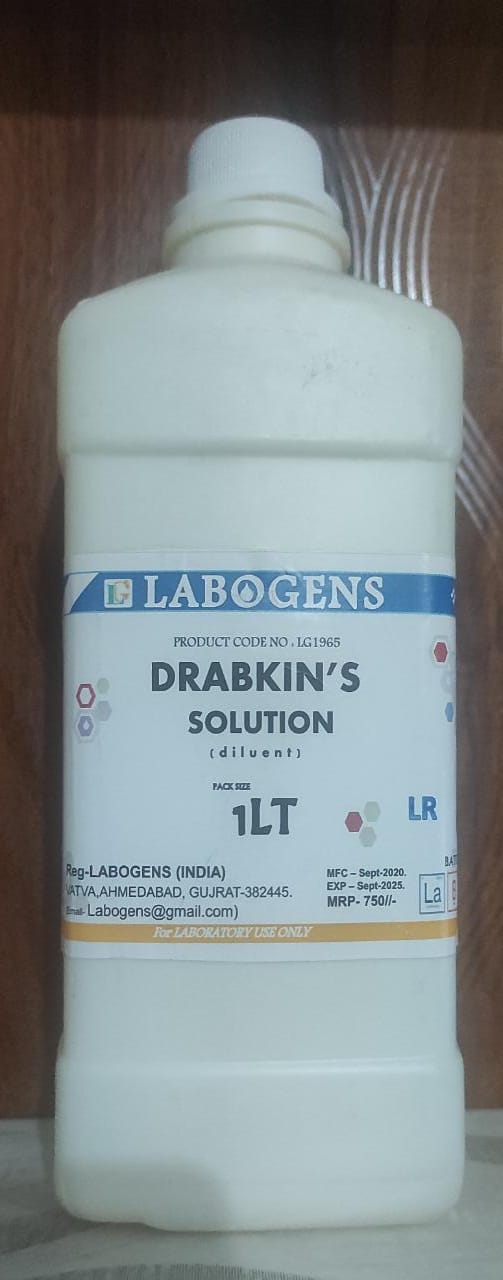 LG LABOGENS
PRODUCT CODE NO : LG1965
DRABKIN'S
SOLUTION
(diluent)
PACK SIZE
1LT
LR
Reg-LABOGENS (INDIA)
VATVA,AHMEDABAD, GUJRAT-382445.
Email- Labogens@gmail.com)
MFC – Sept-2020.
EXP – Sept-2025.
MRP- 750//-
La
For LABORATORY USE ONLY